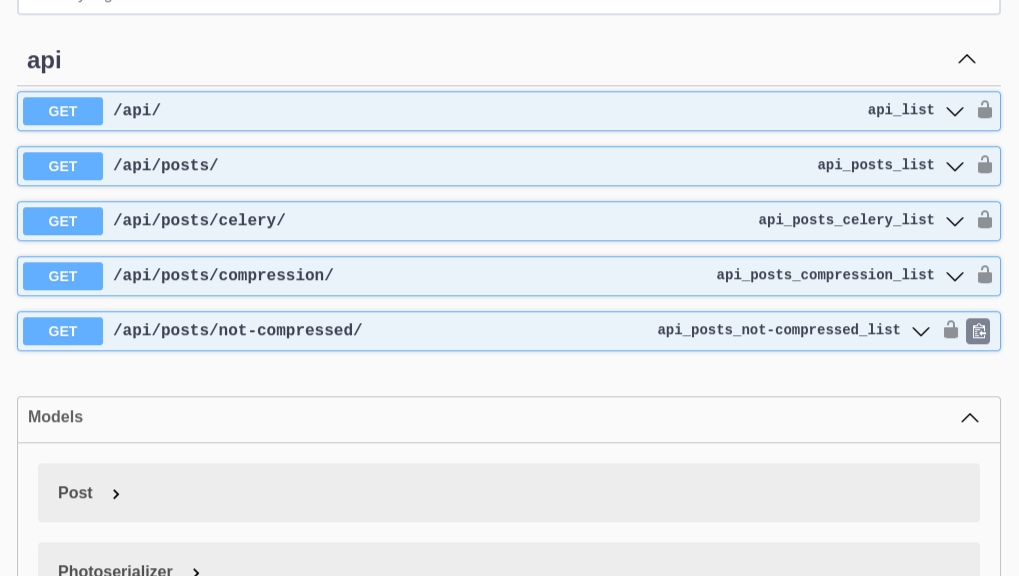 api
GET /api/ api_list
GET /api/posts/ api_posts_list
GET /api/posts/celery/ api_posts_celery_list
GET /api/posts/compression/ api_posts_compression_list
GET /api/posts/not-compressed/ api_posts_not-compressed_list
Models
Post
Photoserializer